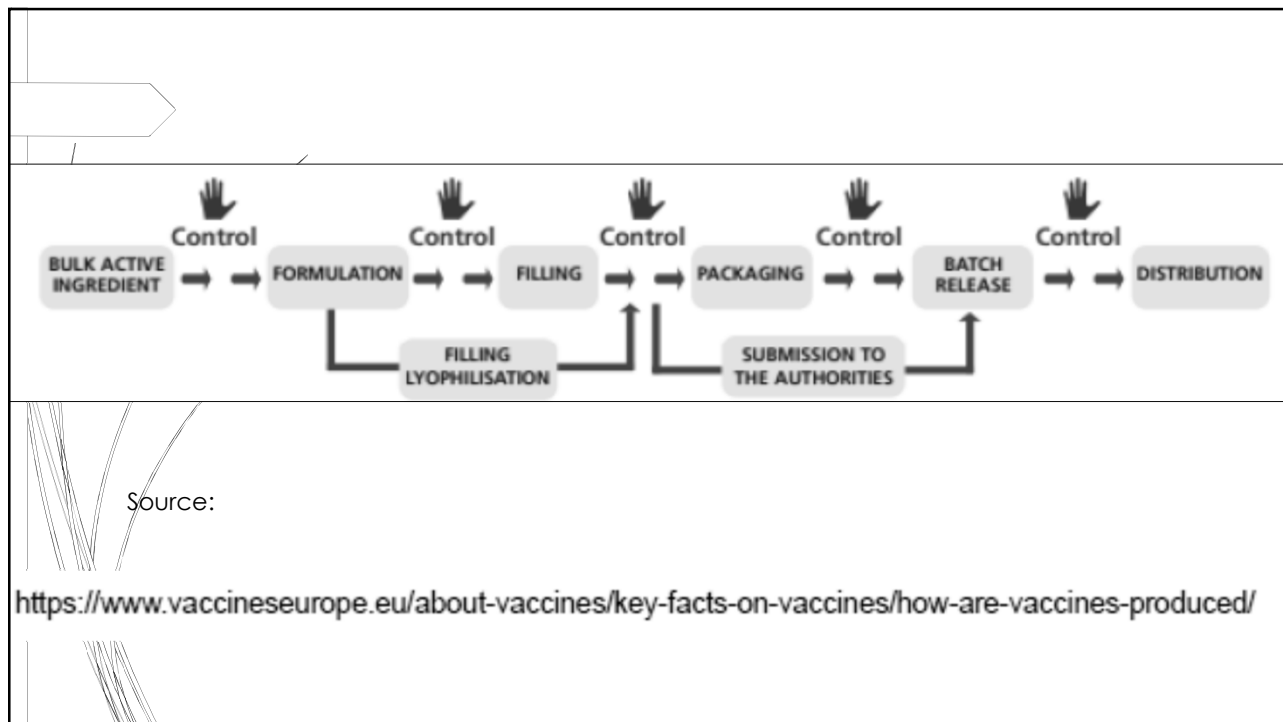 Control Control Control Control Control
BULK ACTIVE
INGREDIENT
FORMULATION
FILLING
PACKAGING
BATCH
RELEASE
DISTRIBUTION
FILLING
LYOPHILISATION
SUBMISSION TO
THE AUTHORITIES
Source:
https://www.vaccineseurope.eu/about-vaccines/key-facts-on-vaccines/how-are-vaccines-produced/